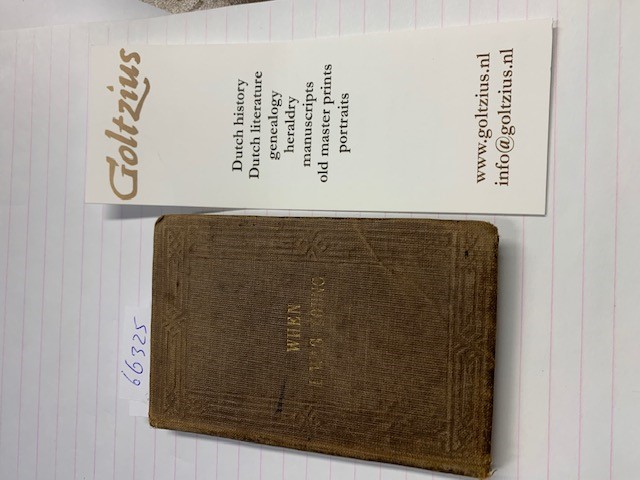 Goltzius
Dutch history
Dutch literature
genealogy
heraldry
manuscripts
old master prints
portraits
www.goltzius.nl
info@goltzius.nl
66325
WHEN
I WAS YOUNG